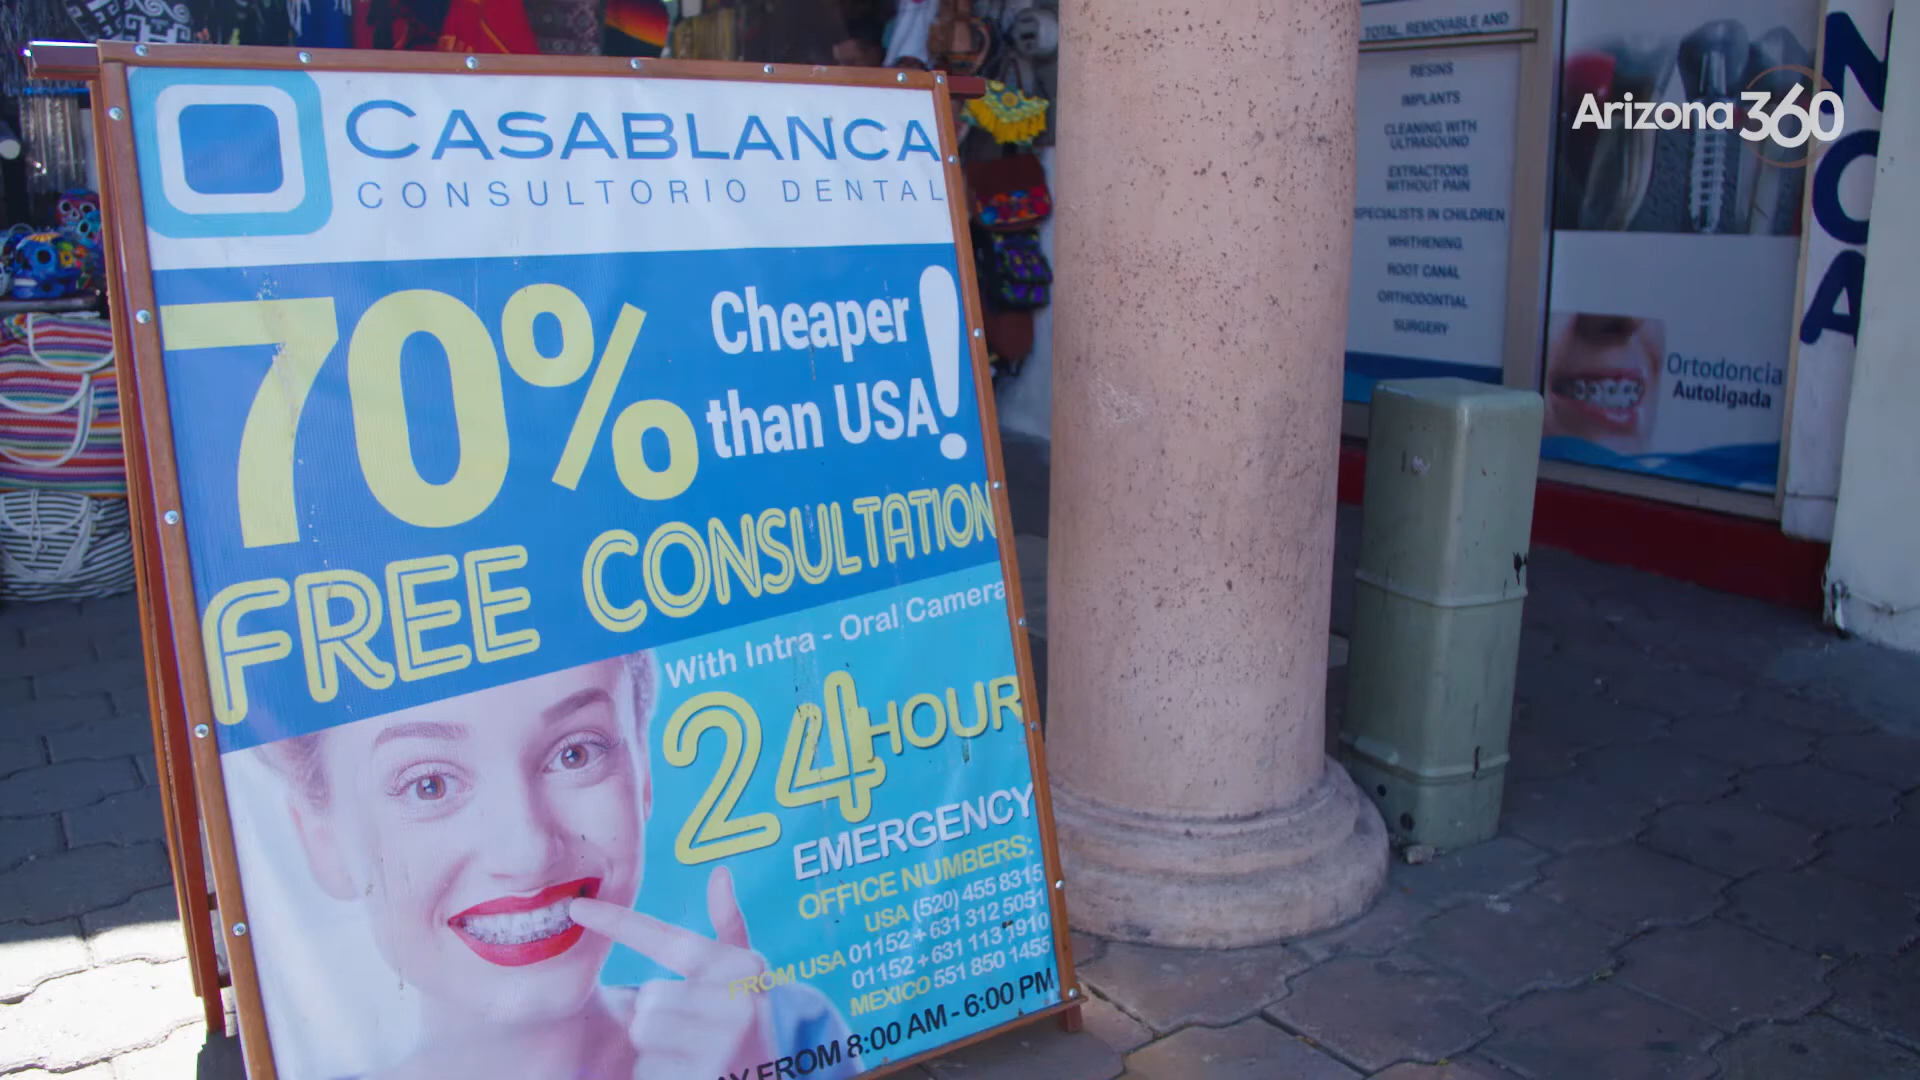 CASABLANCA
CONSULTORIO DENTAL
70% Cheaper
than USA!
FREE CONSULTATION
With Intra - Oral Camera
24 HOUR
EMERGENCY
OFFICE NUMBERS:
USA (520) 455 8315
FROM USA 01152 + 631 312 5051
01152 + 631 113 1910
MEXICO 551 850 1455
AY FROM 8:00 AM - 6:00 PM
TOTAL, REMOVABLE AND
RESINS
IMPLANTS
CLEANING WITH
ULTRASOUND
EXTRACTIONS
WITHOUT PAIN
SPECIALISTS IN CHILDREN
WHITENING
ROOT CANAL
ORTHODONTIAL
SURGERY
Arizona 360
Ortodoncia
Autoligada